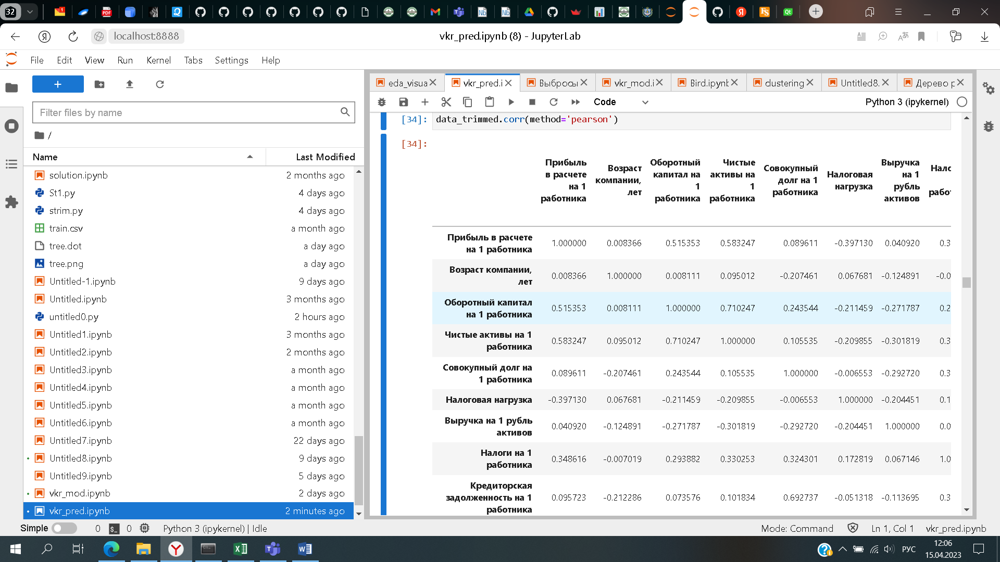 32
localhost:8888
vkr_pred.ipynb (8) - JupyterLab
File Edit View Run Kernel Tabs Settings Help
eda_visua
vkr_pred.i
Выбросы
vkr_mod.i
Bird.ipynt
clustering
Untitled8.
Дерево р
Code
Python 3 (ipykernel)
Filter files by name
/
Name Last Modified
solution.ipynb 2 months ago
St1.py 4 days ago
strim.py 4 days ago
train.csv a month ago
tree.dot a day ago
tree.png a day ago
Untitled-1.ipynb 9 days ago
Untitled.ipynb 3 months ago
untitled0.py 2 hours ago
Untitled1.ipynb 3 months ago
Untitled2.ipynb 2 months ago
Untitled3.ipynb a month ago
Untitled4.ipynb a month ago
Untitled5.ipynb a month ago
Untitled6.ipynb a month ago
Untitled7.ipynb 22 days ago
Untitled8.ipynb 9 days ago
Untitled9.ipynb 5 days ago
vkr_mod.ipynb 2 days ago
vkr_pred.ipynb 2 minutes ago
[34]: data_trimmed.corr(method='pearson')
[34]:
Прибыль
в расчете
на 1
работника
Возраст
компании,
лет
Оборотный
капитал на
1
работника
Чистые
активы на
1
работника
Совокупный
долг на 1
работника
Налоговая
нагрузка
Выручка
на 1
рубль
активов
Нало
рабо
Прибыль в расчете
на 1 работника
1.000000 0.008366 0.515353 0.583247 0.089611 -0.397130 0.040920 0.3
Возраст компании,
лет
0.008366 1.000000 0.008111 0.095012 -0.207461 0.067681 -0.124891 -0.0
Оборотный капитал
на 1 работника
0.515353 0.008111 1.000000 0.710247 0.243544 -0.211459 -0.271787 0.2
Чистые активы на 1
работника
0.583247 0.095012 0.710247 1.000000 0.105535 -0.209855 -0.301819 0.3
Совокупный долг на
1 работника
0.089611 -0.207461 0.243544 0.105535 1.000000 -0.006553 -0.292720 0.3
Налоговая нагрузка -0.397130 0.067681 -0.211459 -0.209855 -0.006553 1.000000 -0.204451 0.1
Выручка на 1 рубль
активов
0.040920 -0.124891 -0.271787 -0.301819 -0.292720 -0.204451 1.000000 0.0
Налоги на 1
работника
0.348616 -0.007019 0.293882 0.330253 0.324301 0.172819 0.067146 1.0
Кредиторская
задолженность на 1
работника
0.095723 -0.212286 0.073576 0.101834 0.692737 -0.051318 -0.113695 0.3
Simple 0 0 Python 3 (ipykernel) | Idle
Mode: Command Ln 1, Col 1 vkr_pred.ipynb
РУС
12:06
15.04.2023